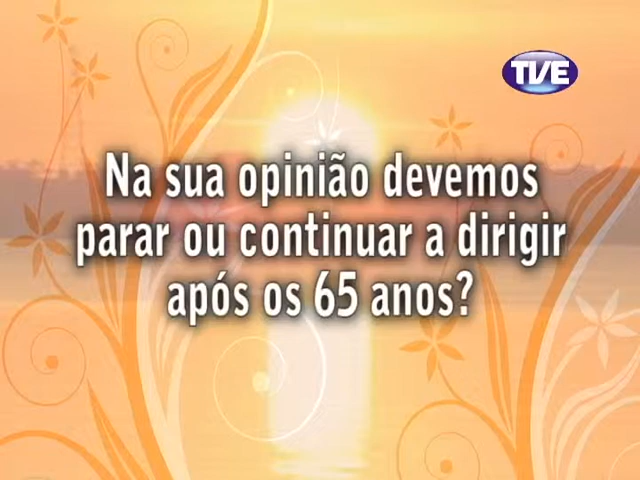 TVE
Na sua opinião devemos
parar ou continuar a dirigir
após os 65 anos?